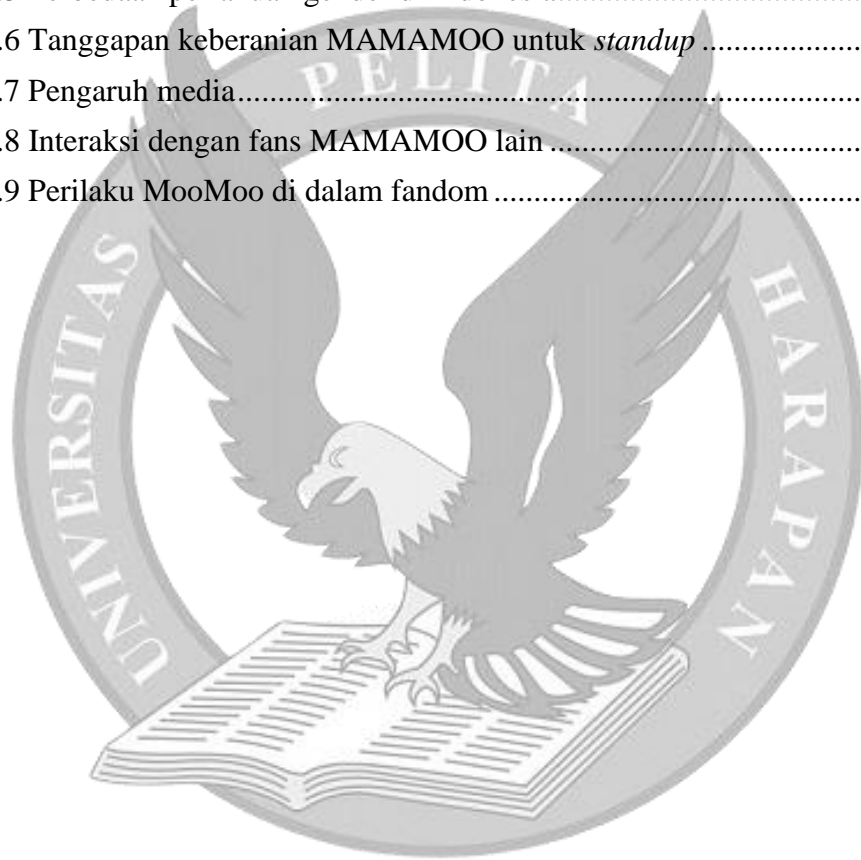 .6 Tanggapan keberanian MAMAMOO untuk standup ........................
.7 Pengaruh media........................................................................
.8 Interaksi dengan fans MAMAMOO lain ..........................................
.9 Perilaku MooMoo di dalam fandom ................................................
UNIVERSITAS PELITA HARAPAN